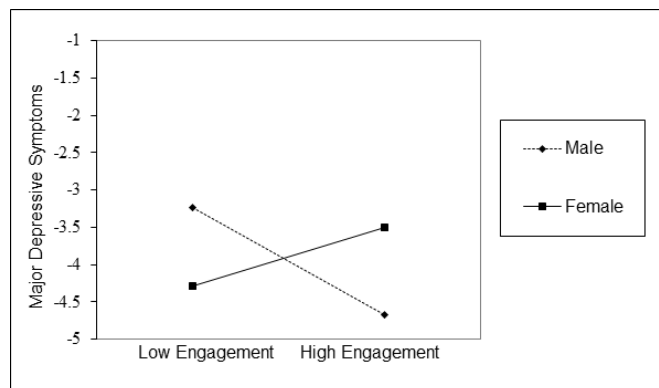 -1
-1.5
-2
-2.5
-3
-3.5
-4
-4.5
-5
Major Depressive Symptoms
Low Engagement High Engagement
Male
Female